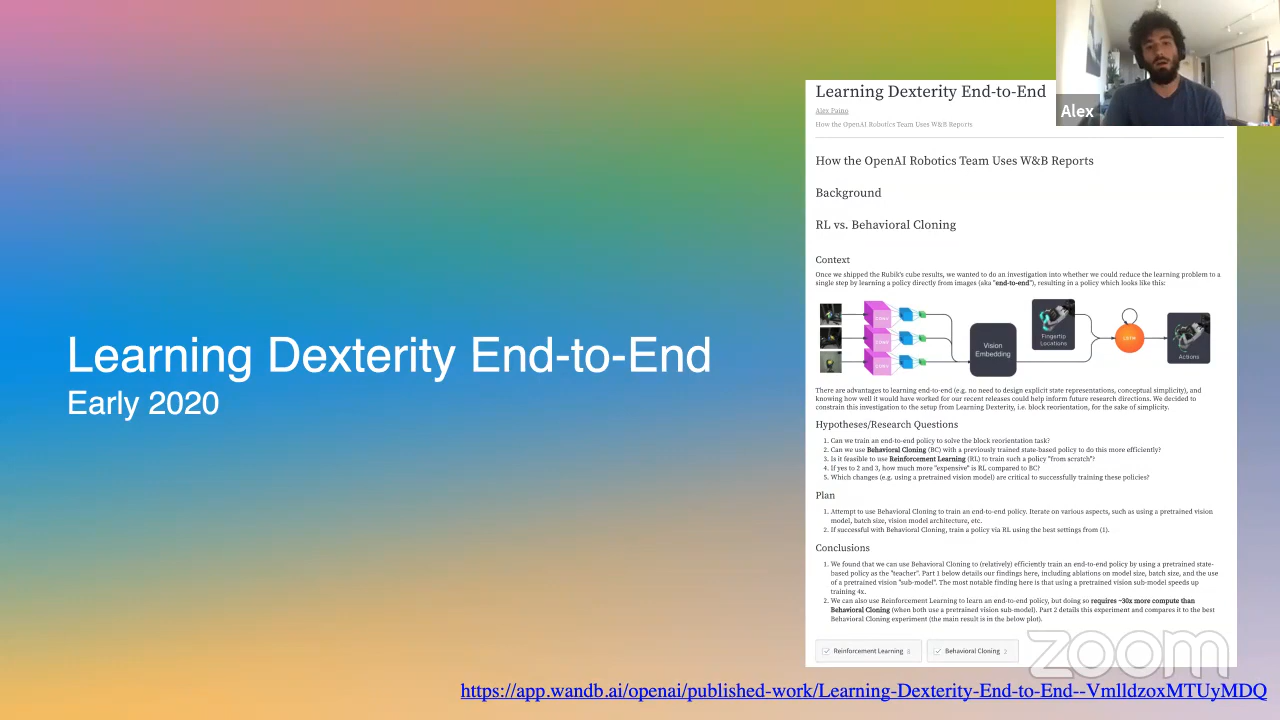 Learning Dexterity End-to-End
Early 2020
Alex
Learning Dexterity End-to-End
Alex Paino
How the OpenAI Robotics Team Uses W&B Reports
How the OpenAI Robotics Team Uses W&B Reports
Background
RL vs. Behavioral Cloning
Context
Once we shipped the Rubik's cube results, we wanted to do an investigation into whether we could reduce the learning problem to a
single step by learning a policy directly from images (aka "end-to-end"), resulting in a policy which looks like this:
Vision
Embedding
Fingertip
Locations
LSTM
Actions
There are advantages to learning end-to-end (e.g. no need to design explicit state representations, conceptual simplicity), and
knowing how well it would have worked for our recent releases could help inform future research directions. We decided to
constrain this investigation to the setup from Learning Dexterity, i.e. block reorientation, for the sake of simplicity.
Hypotheses/Research Questions
1. Can we train an end-to-end policy to solve the block reorientation task?
2. Can we use Behavioral Cloning (BC) with a previously trained state-based policy to do this more efficiently?
3. Is it feasible to use Reinforcement Learning (RL) to train such a policy "from scratch"?
4. If yes to 2 and 3, how much more "expensive" is RL compared to BC?
5. Which changes (e.g. using a pretrained vision model) are critical to successfully training these policies?
Plan
1. Attempt to use Behavioral Cloning to train an end-to-end policy. Iterate on various aspects, such as using a pretrained vision
model, batch size, vision model architecture, etc.
2. If successful with Behavioral Cloning, train a policy via RL using the best settings from (1).
Conclusions
1. We found that we can use Behavioral Cloning to (relatively) efficiently train an end-to-end policy by using a pretrained state-
based policy as the "teacher". Part 1 below details our findings here, including ablations on model size, batch size, and the use
of a pretrained vision "sub-model". The most notable finding here is that using a pretrained vision sub-model speeds up
training 4x.
2. We can also use Reinforcement Learning to learn an end-to-end policy, but doing so requires ~30x more compute than
Behavioral Cloning (when both use a pretrained vision sub-model). Part 2 details this experiment and compares it to the best
Behavioral Cloning experiment (the main result is in the below plot).
Reinforcement Learning
Behavioral Cloning 2
zoom
https://app.wandb.ai/openai/published-work/Learning-Dexterity-End-to-End--VmlldzoxMTUyMDQ